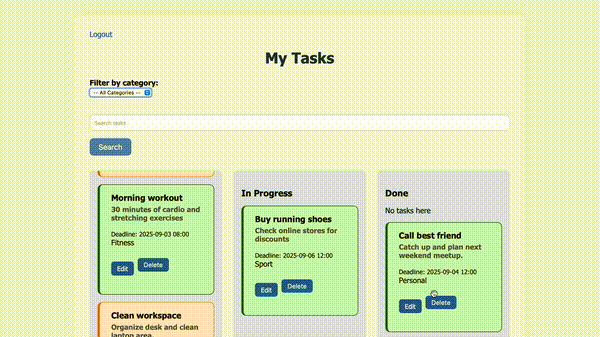 Logout
My Tasks
Filter by category:
-- All Categories --
Search tasks
Search
Morning workout
30 minutes of cardio and
stretching exercises
Deadline: 2025-09-03 08:00
Fitness
Edit
Delete
Clean workspace
Organize desk and clean
laptop area.
In Progress
Buy running shoes
Check online stores for
discounts
Deadline: 2025-09-06 12:00
Sport
Edit
Delete
Done
No tasks here
Call best friend
Catch up and plan next
weekend meetup.
Deadline: 2025-09-04 12:00
Personal
Edit
Delete